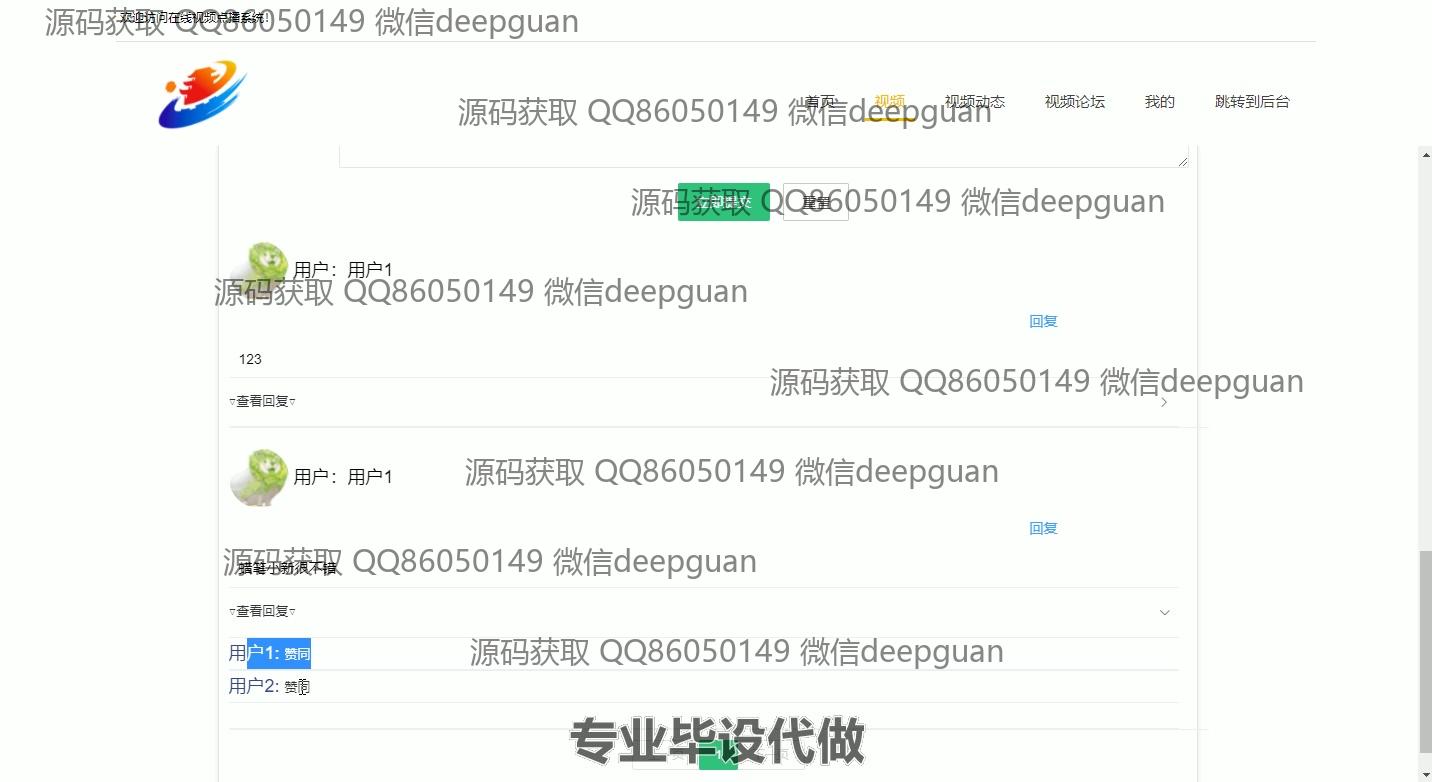 欢迎访问在线视频点播系统！
源码获取 QQ86050149 微信deepguan
首页 视频 视频动态 视频论坛 我的 跳转到后台
源码获取 QQ86050149 微信deepguan
立即提交 重置
源码获取 QQ86050149 微信deepguan
用户：用户1
源码获取 QQ86050149 微信deepguan
回复
123
源码获取 QQ86050149 微信deepguan
▿查看回复▿
用户：用户1
源码获取 QQ86050149 微信deepguan
回复
源码获取 QQ86050149 微信deepguan
蜡笔小新很不错
▿查看回复▿
用户1: 赞同
源码获取 QQ86050149 微信deepguan
用户2: 赞同
专业毕设代做